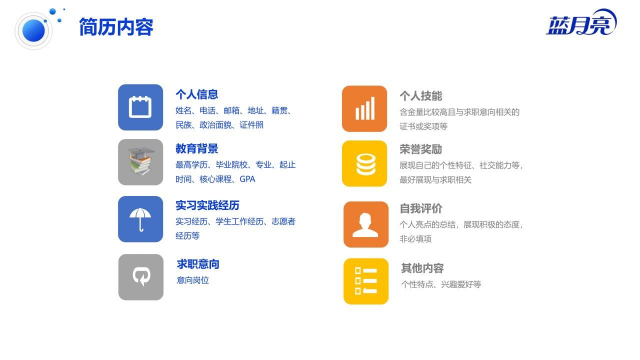 简历内容
蓝月亮
个人信息
姓名、电话、邮箱、地址、籍贯、
民族、政治面貌、证件照
教育背景
最高学历、毕业院校、专业、起止
时间、核心课程、GPA
实习实践经历
实习经历、学生工作经历、志愿者
经历等
求职意向
意向岗位
个人技能
含金量比较高且与求职意向相关的
证书或奖项等
荣誉奖励
展现自己的个性特征、社交能力等，
最好展现与求职相关
自我评价
个人亮点的总结，展现积极的态度，
非必填项
其他内容
个性特点、兴趣爱好等